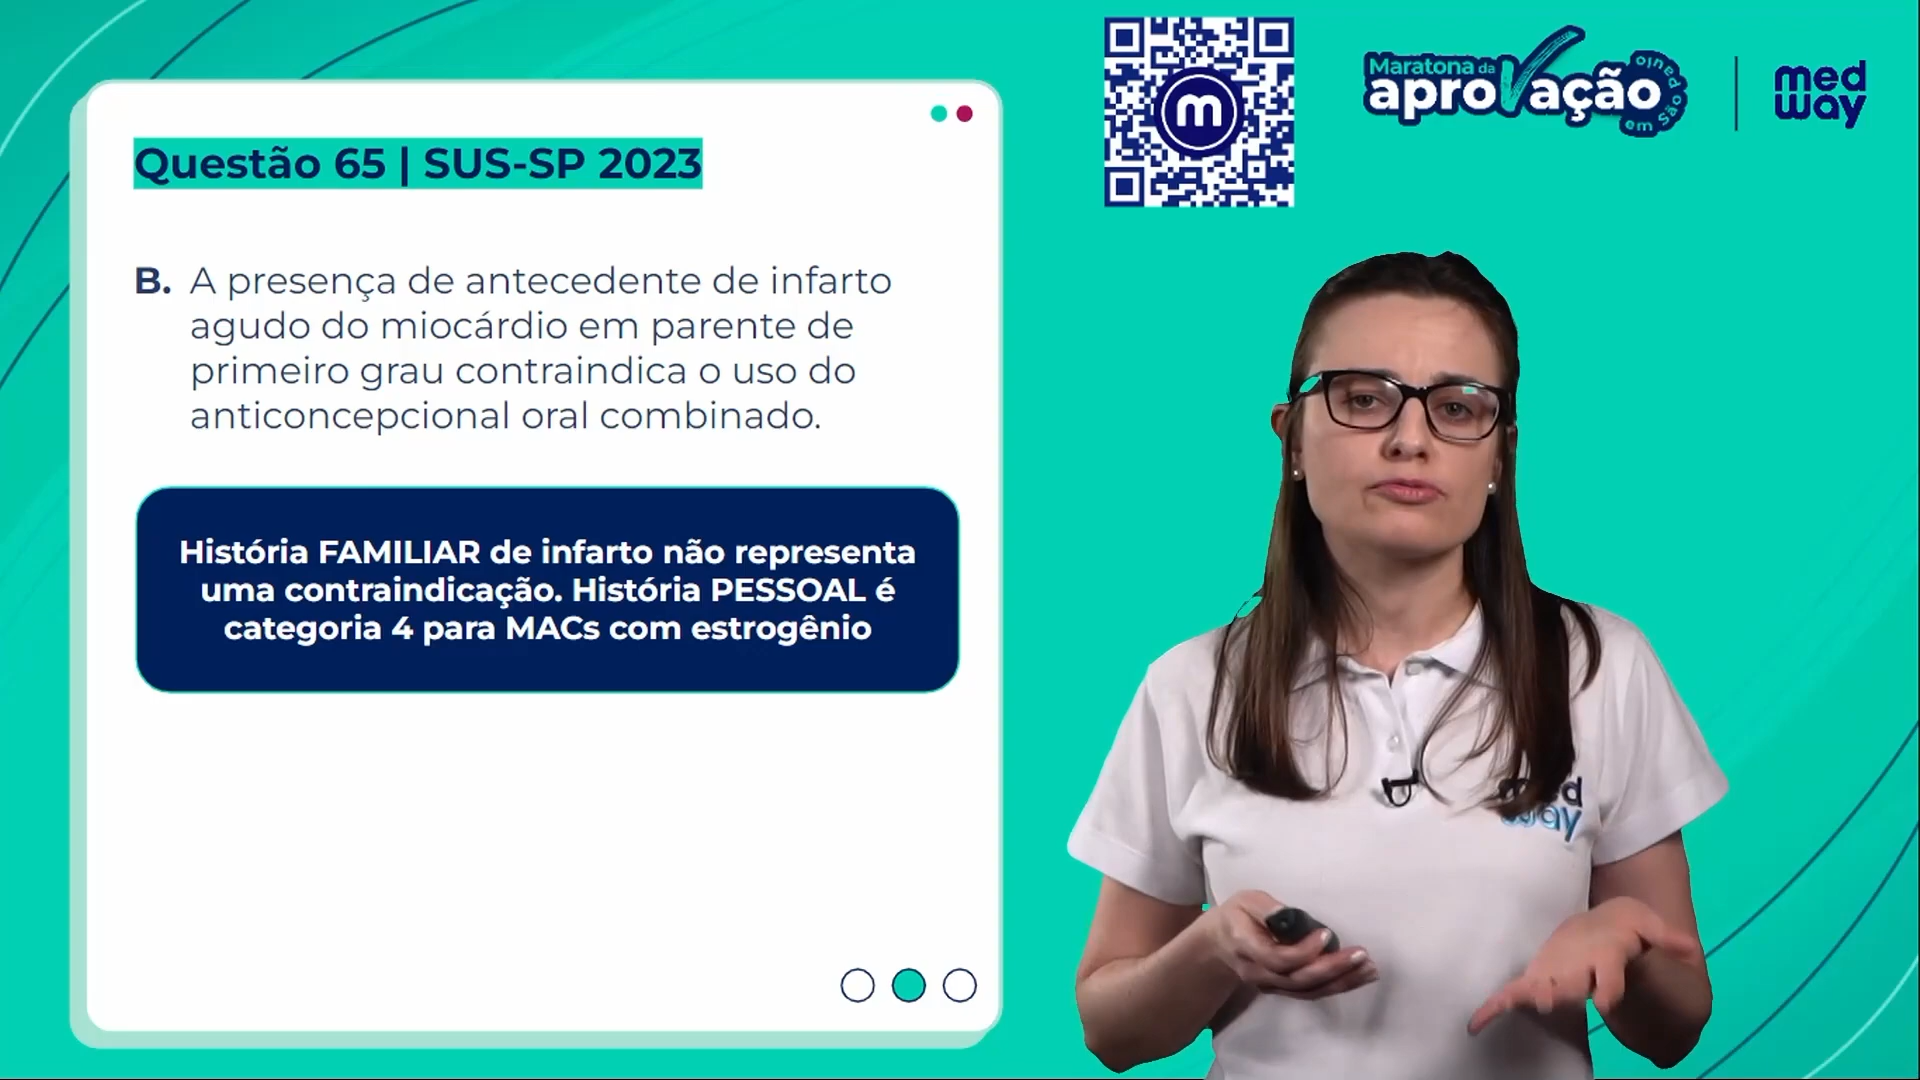 Questão 65 | SUS-SP 2023
B. A presença de antecedente de infarto
agudo do miocárdio em parente de
primeiro grau contraindica o uso do
anticoncepcional oral combinado.
História FAMILIAR de infarto não representa
uma contraindicação. História PESSOAL é
categoria 4 para MACs com estrogênio
m
Maratona da
aproVação
em São Paulo
med
way
med
way